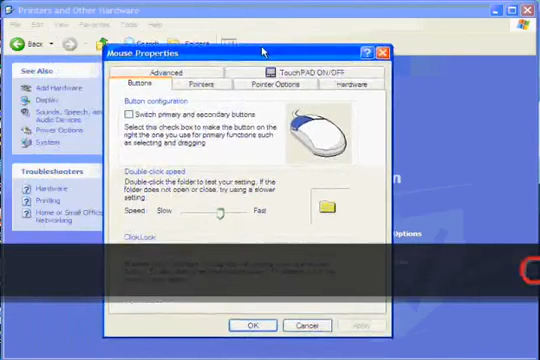 Printers and Other Hardware
File Edit View Favorites Tools Help
Back Search Folders
See Also
Add Hardware
Display
Sounds, Speech, and
Audio Devices
Power Options
System
Troubleshooters
Hardware
Printing
Home or Small Office
Networking
Mouse Properties
Advanced TouchPAD ON/OFF
Buttons Pointers Pointer Options Hardware
Button configuration
Switch primary and secondary buttons
Select this check box to make the button on the
right the one you use for primary functions such
as selecting and dragging
Double-click speed
Double-click the folder to test your setting. If the
folder does not open or close, try using a slower
setting
Speed: Slow Fast
ClickLock
OK Cancel Apply
Options